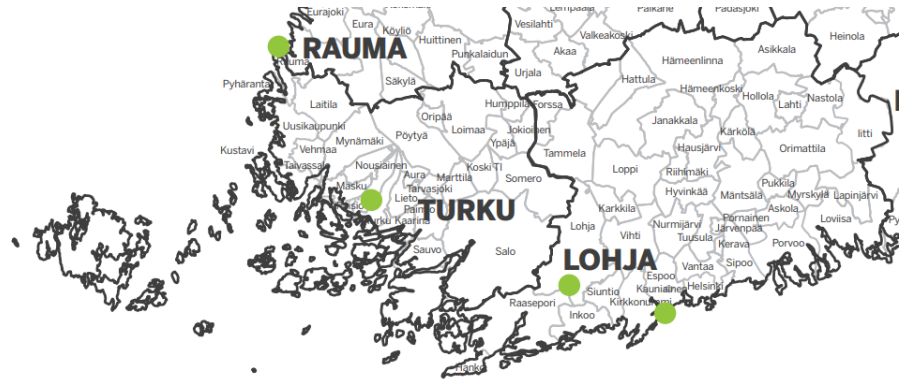 Eurajoki
Eura
Köyliö
Huittinen
Vesilahti
Valkeakoski
Pälkäne
Padasjoki
Heinola
RAUMA
Rauma
Punkalaidun
Akaa
Asikkala
Hämeenlinna
Pyhäranta
Säkylä
Urjala
Hattula
Hämeenkoski
Hollola
Nastola
Lahti
Laitila
Humppila
Forssa
Oripää
Janakkala
Uusikaupunki
Loimaa
Jokioinen
Kärkölä
Iitti
Mynämäki
Pöytyä
Ypäjä
Hausjärvi
Orimattila
Kustavi
Vehmaa
Tammela
Taivassalo
Nousiainen
Koski Tl
Loppi
Riihimäki
Aura
Marttila
Somero
Pukkila
Masku
Tarvasjoki
Hyvinkää
Mäntsälä
Myrskylä
Lapinjärvi
Lieto
TURKU
Paimio
Karkkila
Askola
Turku
Kaarina
Lohja
Nurmijärvi
Pornainen
Loviisa
Järvenpää
Vihti
Tuusula
Kerava
Porvoo
Sauvo
Salo
LOHJA
Sipoo
Vantaa
Espoo
Kauniainen
Helsinki
Siuntio
Raasepori
Kirkkonummi
Inkoo
Hanko